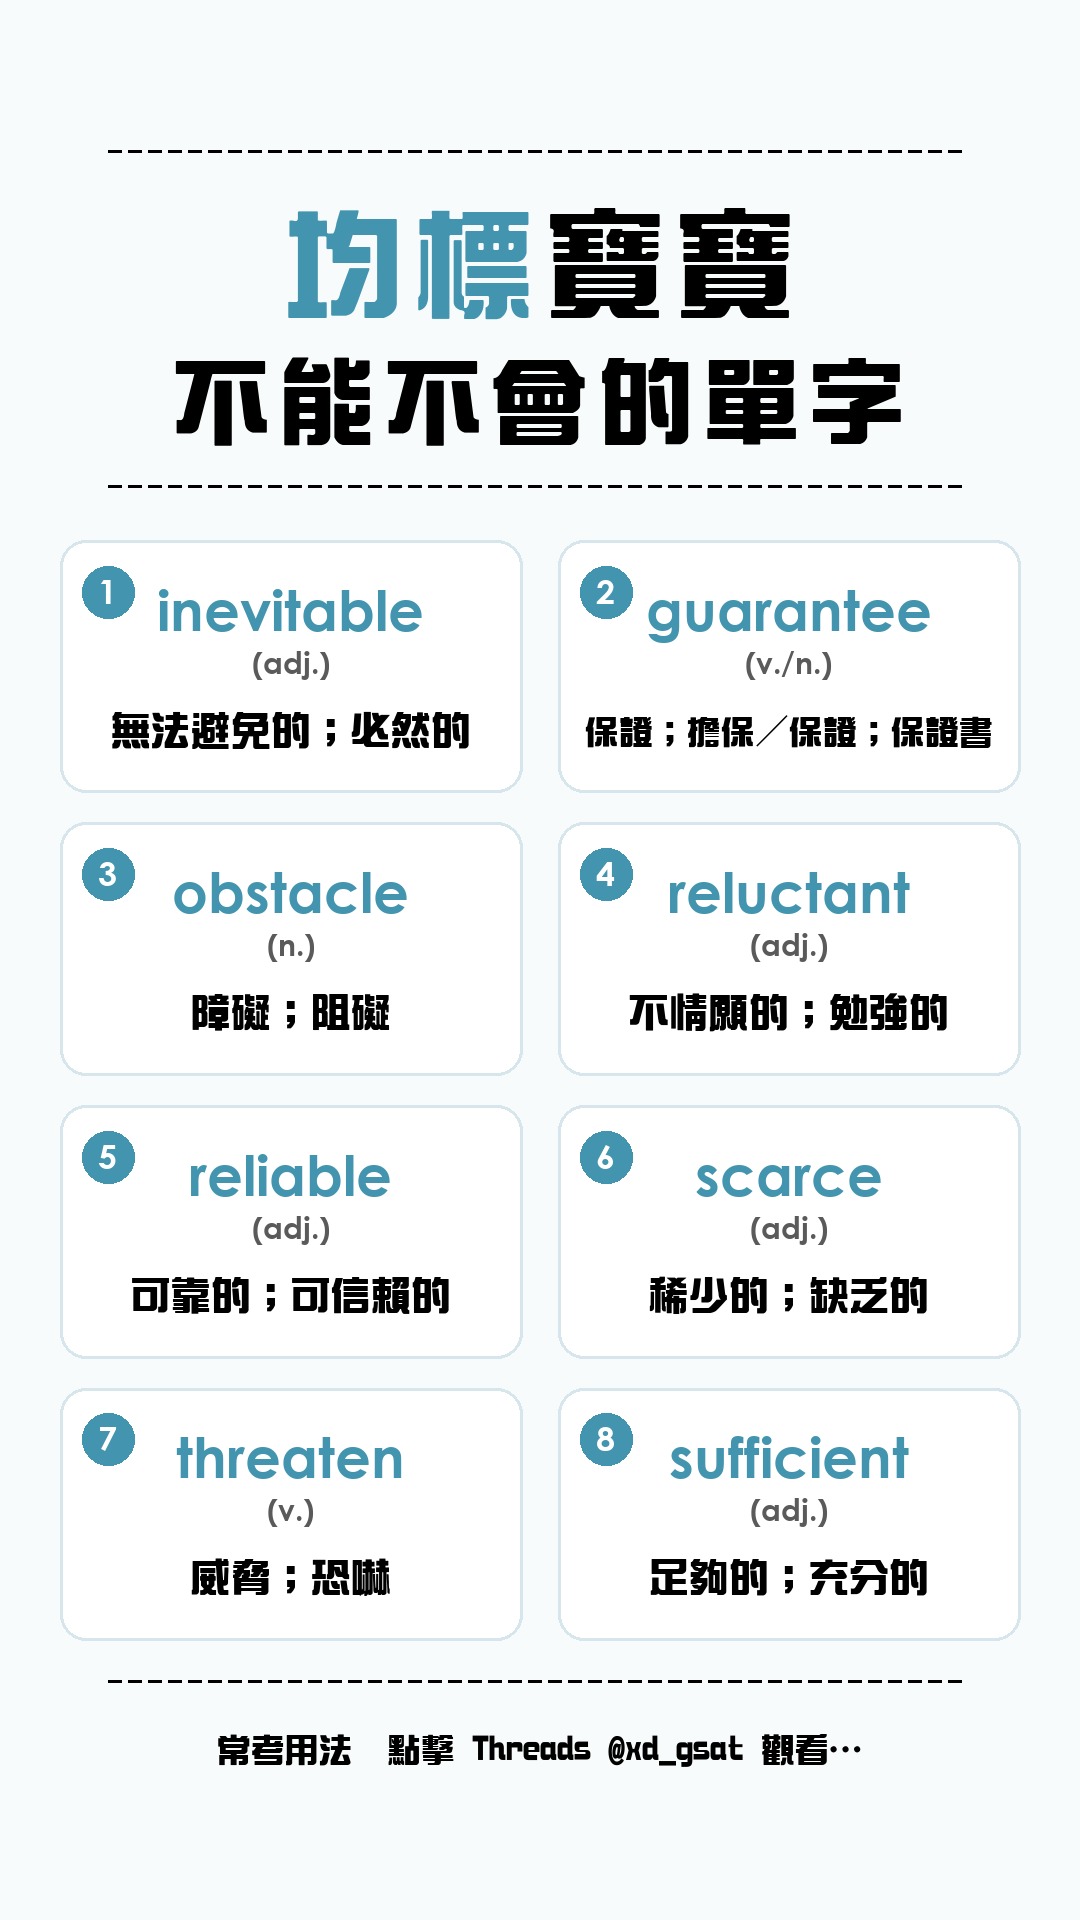 均標寶寶
不能不會的單字
1
inevitable
(adj.)
無法避免的；必然的
2
guarantee
(v./n.)
保證；擔保／保證；保證書
3
obstacle
(n.)
障礙；阻礙
4
reluctant
(adj.)
不情願的；勉強的
5
reliable
(adj.)
可靠的；可信賴的
6
scarce
(adj.)
稀少的；缺乏的
7
threaten
(v.)
威脅；恐嚇
8
sufficient
(adj.)
足夠的；充分的
常考用法　點擊 Threads @xd_gsat 觀看…